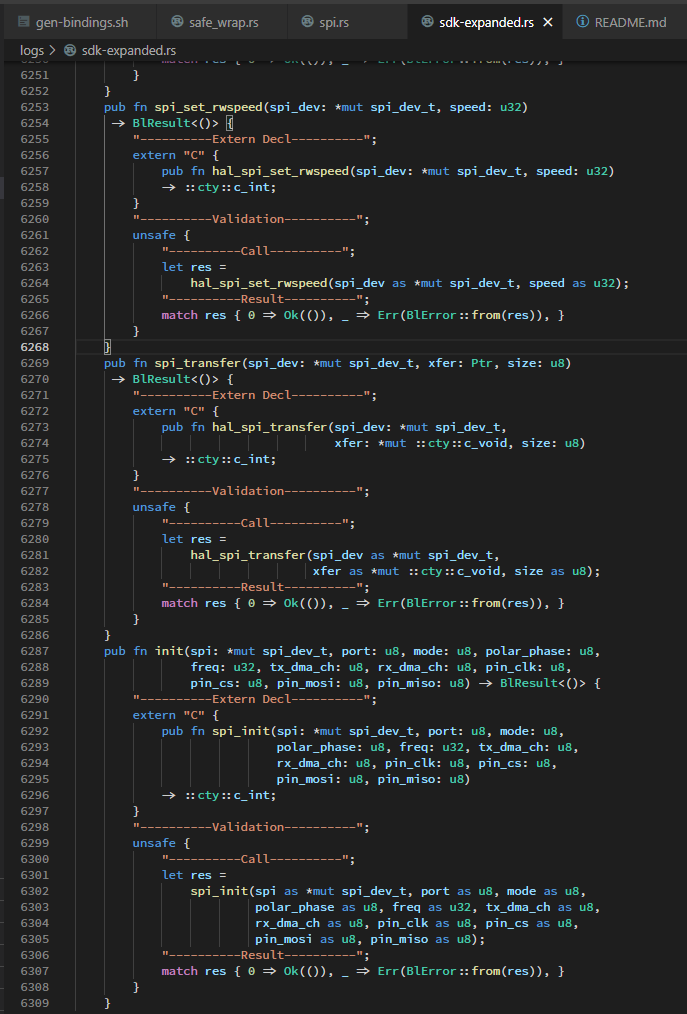 gen-bindings.sh safe_wrap.rs spi.rs sdk-expanded.rs × README.md
logs > sdk-expanded.rs
6250 match res { 0 => Ok(()), _ => Err(BlError::from(res)), }
6251 }
6252 }
6253 pub fn spi_set_rwspeed(spi_dev: *mut spi_dev_t, speed: u32)
6254 -> BlResult<()> {
6255 "----------Extern Decl----------";
6256 extern "C" {
6257 pub fn hal_spi_set_rwspeed(spi_dev: *mut spi_dev_t, speed: u32)
6258 -> ::cty::c_int;
6259 }
6260 "----------Validation----------";
6261 unsafe {
6262 "----------Call----------";
6263 let res =
6264 hal_spi_set_rwspeed(spi_dev as *mut spi_dev_t, speed as u32);
6265 "----------Result----------";
6266 match res { 0 => Ok(()), _ => Err(BlError::from(res)), }
6267 }
6268 }
6269 pub fn spi_transfer(spi_dev: *mut spi_dev_t, xfer: Ptr, size: u8)
6270 -> BlResult<()> {
6271 "----------Extern Decl----------";
6272 extern "C" {
6273 pub fn hal_spi_transfer(spi_dev: *mut spi_dev_t,
6274 xfer: *mut ::cty::c_void, size: u8)
6275 -> ::cty::c_int;
6276 }
6277 "----------Validation----------";
6278 unsafe {
6279 "----------Call----------";
6280 let res =
6281 hal_spi_transfer(spi_dev as *mut spi_dev_t,
6282 xfer as *mut ::cty::c_void, size as u8);
6283 "----------Result----------";
6284 match res { 0 => Ok(()), _ => Err(BlError::from(res)), }
6285 }
6286 }
6287 pub fn init(spi: *mut spi_dev_t, port: u8, mode: u8, polar_phase: u8,
6288 freq: u32, tx_dma_ch: u8, rx_dma_ch: u8, pin_clk: u8,
6289 pin_cs: u8, pin_mosi: u8, pin_miso: u8) -> BlResult<()> {
6290 "----------Extern Decl----------";
6291 extern "C" {
6292 pub fn spi_init(spi: *mut spi_dev_t, port: u8, mode: u8,
6293 polar_phase: u8, freq: u32, tx_dma_ch: u8,
6294 rx_dma_ch: u8, pin_clk: u8, pin_cs: u8,
6295 pin_mosi: u8, pin_miso: u8)
6296 -> ::cty::c_int;
6297 }
6298 "----------Validation----------";
6299 unsafe {
6300 "----------Call----------";
6301 let res =
6302 spi_init(spi as *mut spi_dev_t, port as u8, mode as u8,
6303 polar_phase as u8, freq as u32, tx_dma_ch as u8,
6304 rx_dma_ch as u8, pin_clk as u8, pin_cs as u8,
6305 pin_mosi as u8, pin_miso as u8);
6306 "----------Result----------";
6307 match res { 0 => Ok(()), _ => Err(BlError::from(res)), }
6308 }
6309 }